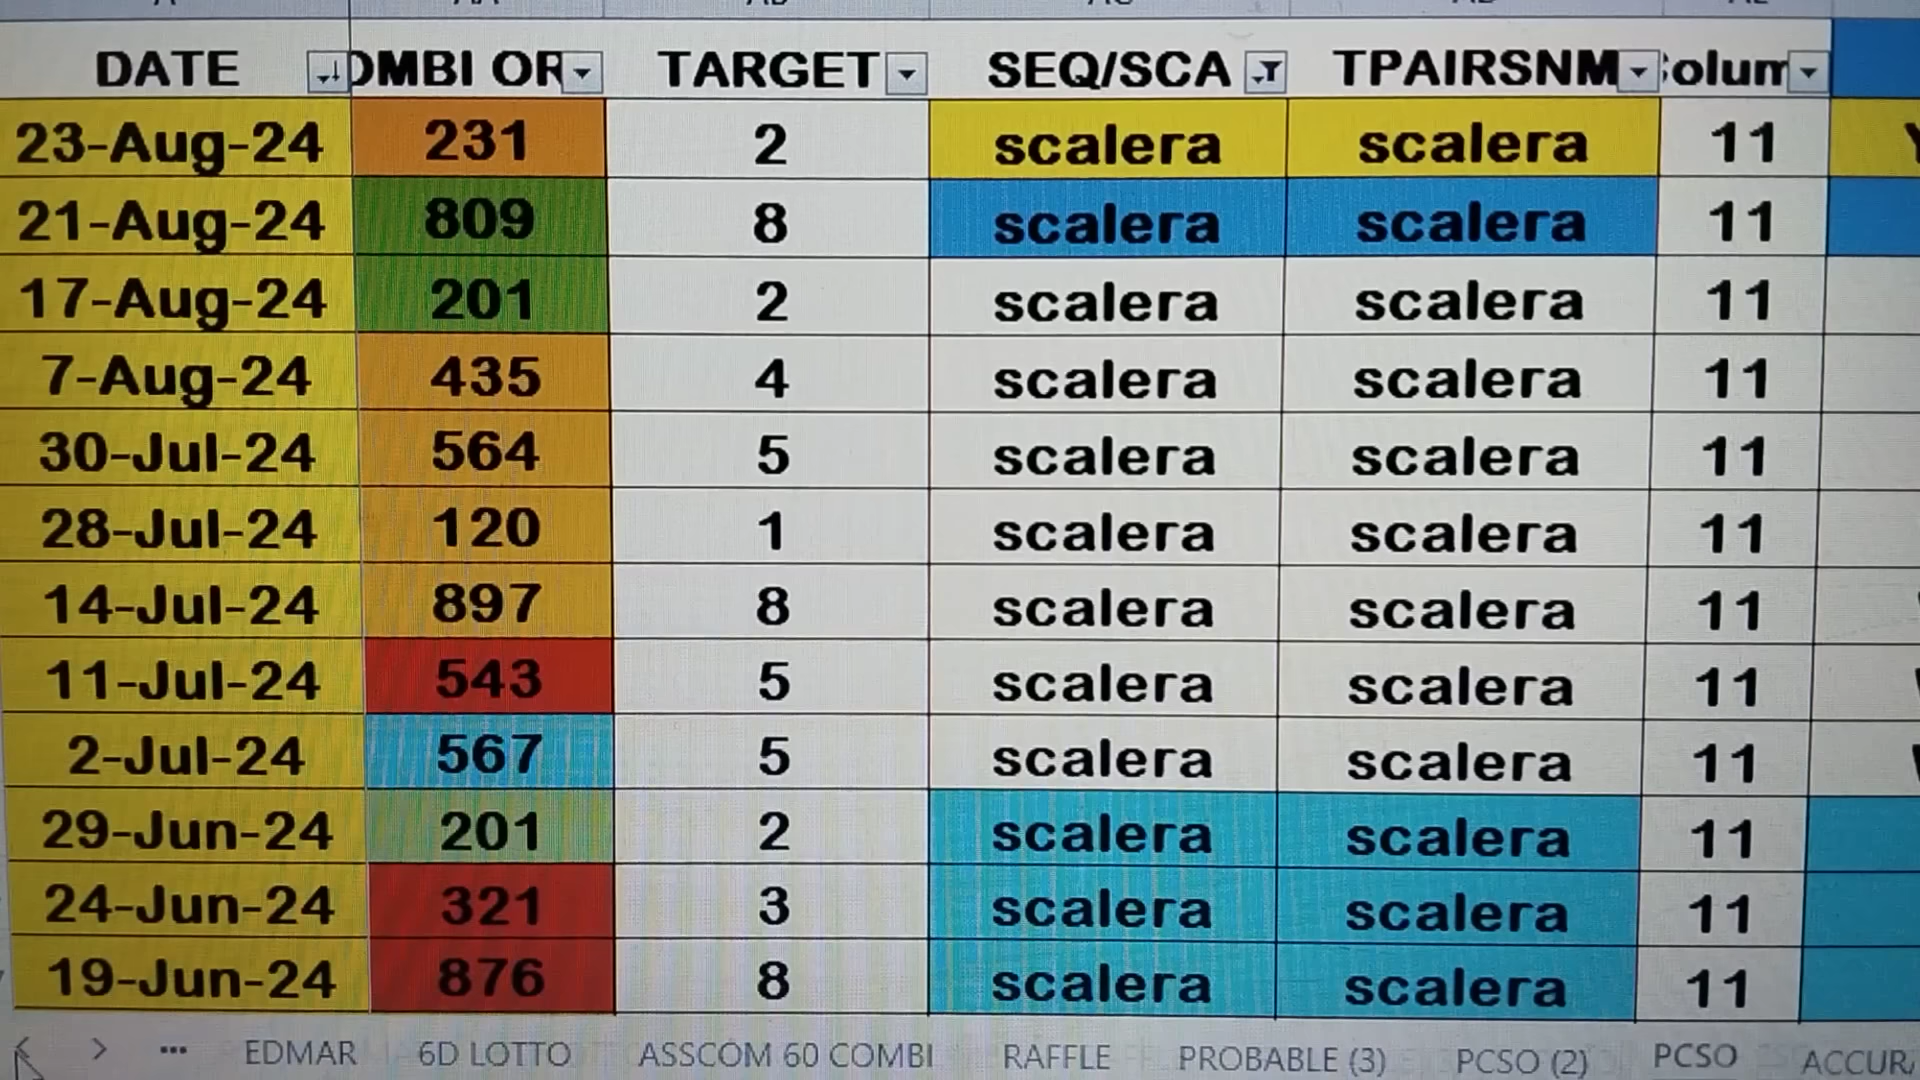 DATE OMBI OR TARGET SEQ/SCA TPAIRSNM olum
23-Aug-24 231 2 scalera scalera 11
21-Aug-24 809 8 scalera scalera 11
17-Aug-24 201 2 scalera scalera 11
7-Aug-24 435 4 scalera scalera 11
30-Jul-24 564 5 scalera scalera 11
28-Jul-24 120 1 scalera scalera 11
14-Jul-24 897 8 scalera scalera 11
11-Jul-24 543 5 scalera scalera 11
2-Jul-24 567 5 scalera scalera 11
29-Jun-24 201 2 scalera scalera 11
24-Jun-24 321 3 scalera scalera 11
19-Jun-24 876 8 scalera scalera 11
EDMAR 6D LOTTO ASSCOM 60 COMBI RAFFLE PROBABLE (3) PCSO (2) PCSO ACCUR